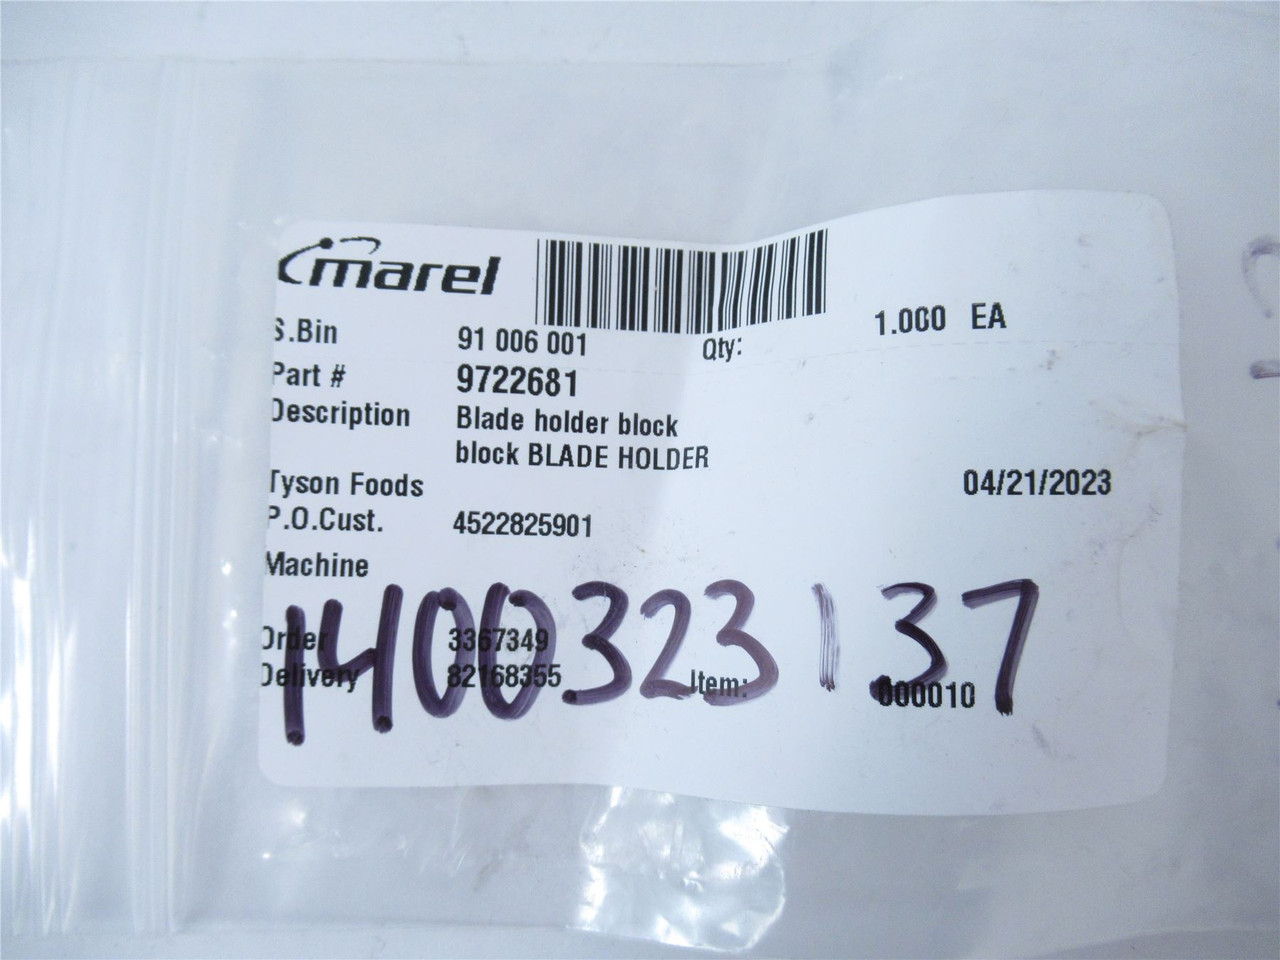 marel
S.Bin 91 006 001 Qty: 1.000 EA
Part # 9722681
Description Blade holder block
block BLADE HOLDER
Tyson Foods 04/21/2023
P.O.Cust. 4522825901
Machine
1400323137
Order 3367349
Delivery 82168355 Item: 000010